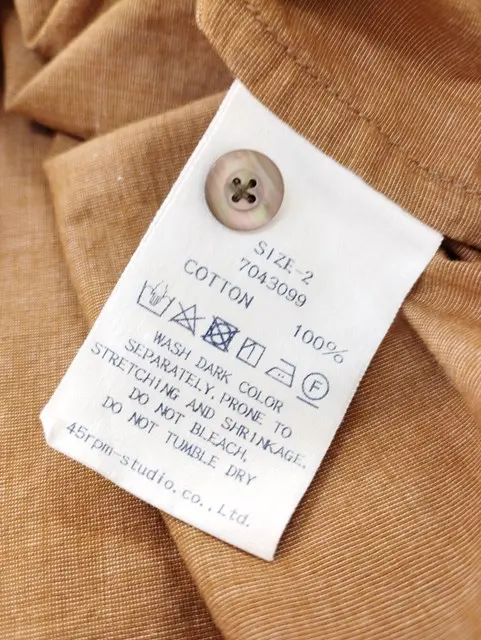 SIZE-2
7043099
COTTON 100%
F
WASH DARK COLOR
SEPARATELY. PRONE TO
STRETCHING AND SHRINKAGE.
DO NOT BLEACH.
DO NOT TUMBLE DRY
45rpm-studio.co.,Ltd.